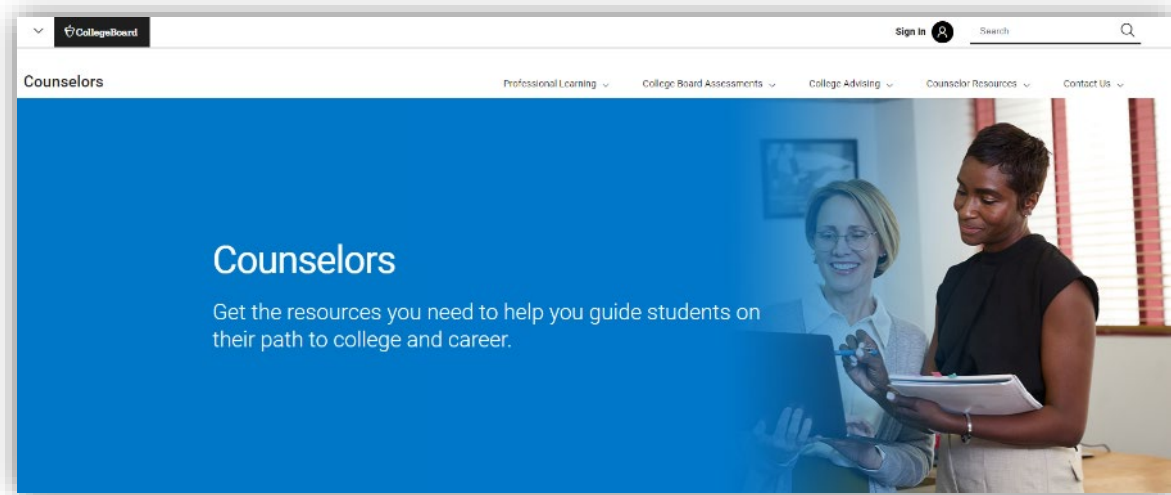 CollegeBoard
Sign In
Search
Counselors
Professional Learning
College Board Assessments
College Advising
Counselor Resources
Contact Us
Counselors
Get the resources you need to help you guide students on
their path to college and career.